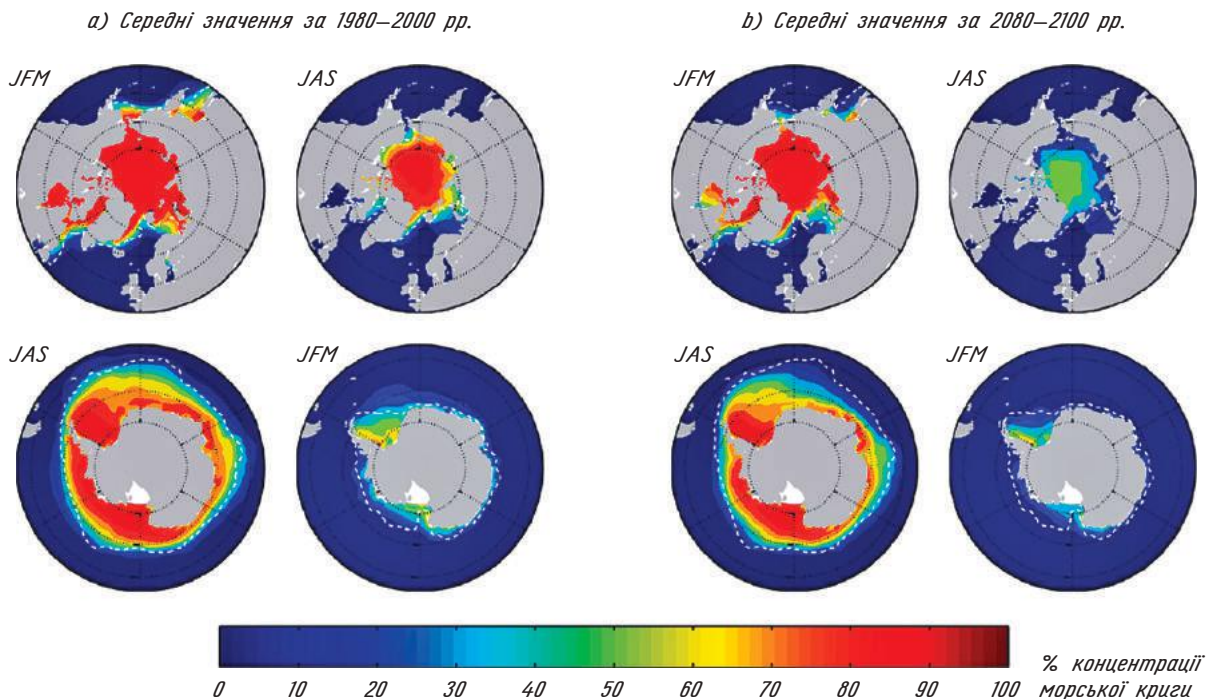 a) Середні значення за 1980–2000 рр.
b) Середні значення за 2080–2100 рр.
JFM
JAS
JFM
JAS
JAS
JFM
JAS
JFM
0 10 20 30 40 50 60 70 80 90 100
% концентрації
морської криги